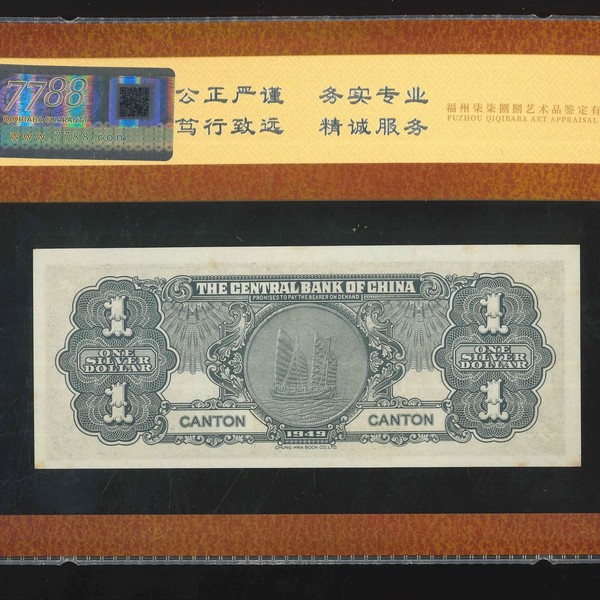 7788
QIQIBABA GUARANTY
www.7788.com
公正严谨 务实专业
笃行致远 精诚服务
福州柒柒捌捌艺术品鉴定有
FUZHOU QIQIBABA ART APPRAISAL
THE CENTRAL BANK OF CHINA
PROMISES TO PAY THE BEARER ON DEMAND
1 1
ONE SILVER DOLLAR
ONE SILVER DOLLAR
1 1
CANTON CANTON
1949
CHUNG HWA BOOK CO., LTD.